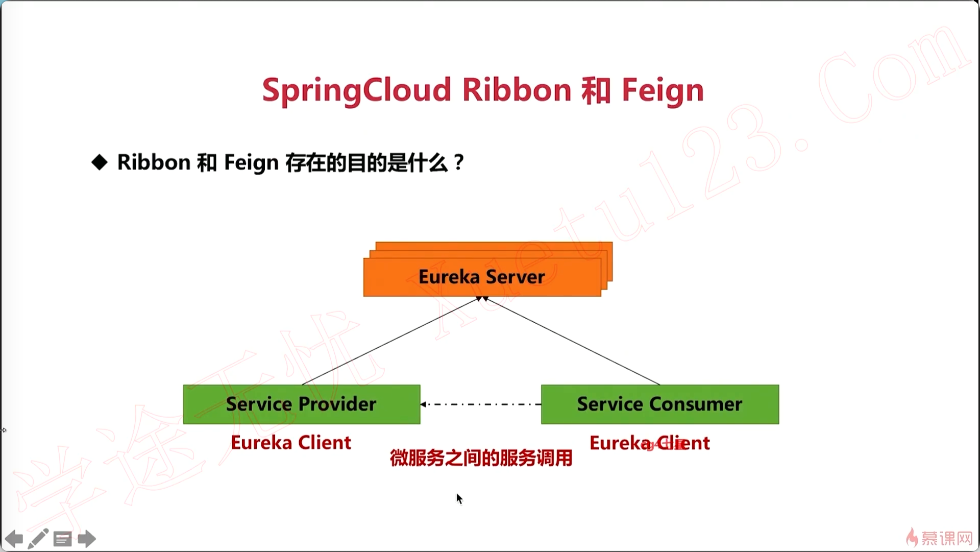 SpringCloud Ribbon 和 Feign
◆ Ribbon 和 Feign 存在的目的是什么？
Eureka Server
Service Provider
Service Consumer
Eureka Client
Eureka Client
微服务之间的服务调用
学途无忧 Xuetu123.Com
慕课网